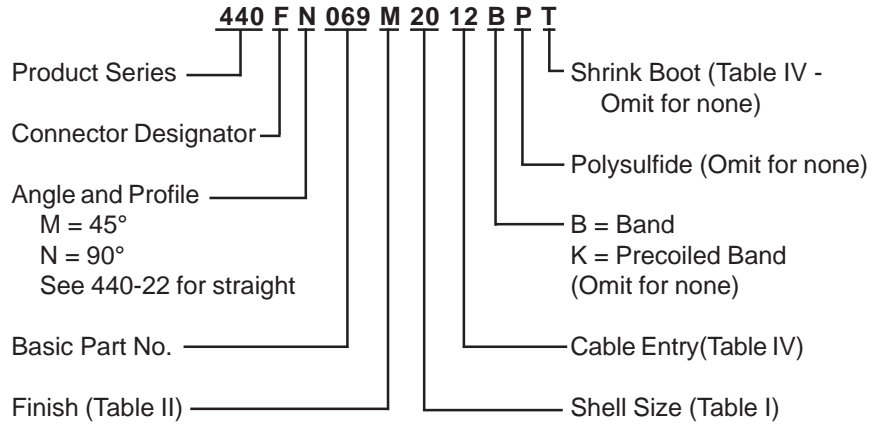 440 F N 069 M 20 12 B P T
Product Series
Connector Designator
Angle and Profile
M = 45°
N = 90°
See 440-22 for straight
Basic Part No.
Finish (Table II)
Shrink Boot (Table IV -
Omit for none)
Polysulfide (Omit for none)
B = Band
K = Precoiled Band
(Omit for none)
Cable Entry(Table IV)
Shell Size (Table I)